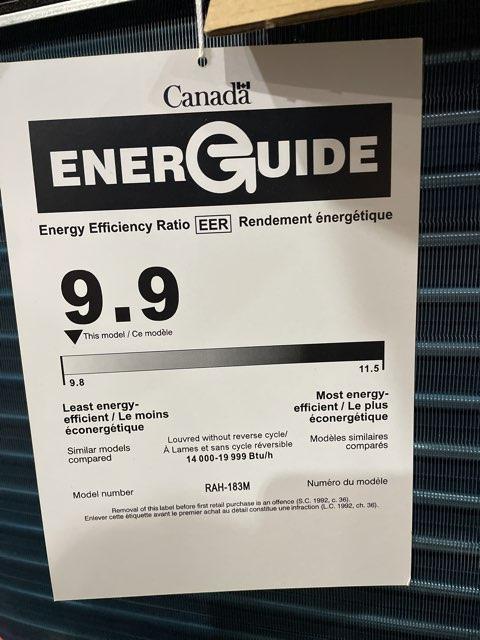 Canada
ENERGUIDE
Energy Efficiency Ratio EER Rendement énergétique
9.9
This model / Ce modèle
9.8 11.5
Least energy-
efficient / Le moins
éconergétique
Most energy-
efficient / Le plus
éconergétique
Similar models
compared
Louvred without reverse cycle/
À Lames et sans cycle réversible
14 000-19 999 Btu/h
Modèles similaires
comparés
Model number RAH-183M Numéro du modèle
Removal of this label before first retail purchase is an offence (S.C. 1992, c. 36).
Enlever cette étiquette avant le premier achat au détail constitue une infraction (L.C. 1992, ch. 36).